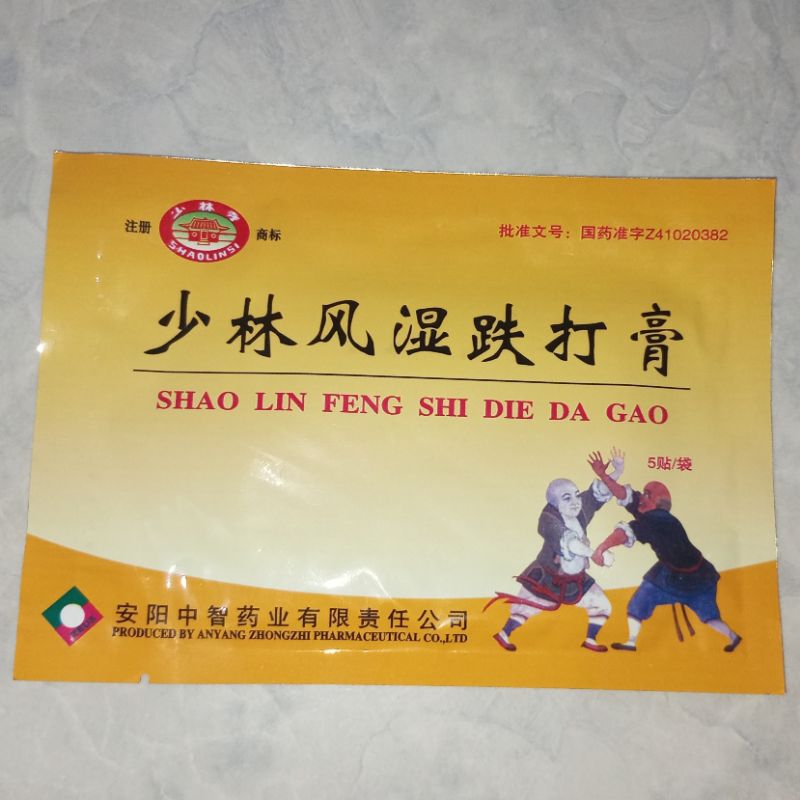 注册
少林寺
SHAOLINSI
商标
批准文号：国药准字Z41020382
少林风湿跌打膏
SHAO LIN FENG SHI DIE DA GAO
5贴/袋
安阳中智药业有限责任公司
PRODUCED BY ANYANG ZHONGZHI PHARMACEUTICAL CO.,LTD